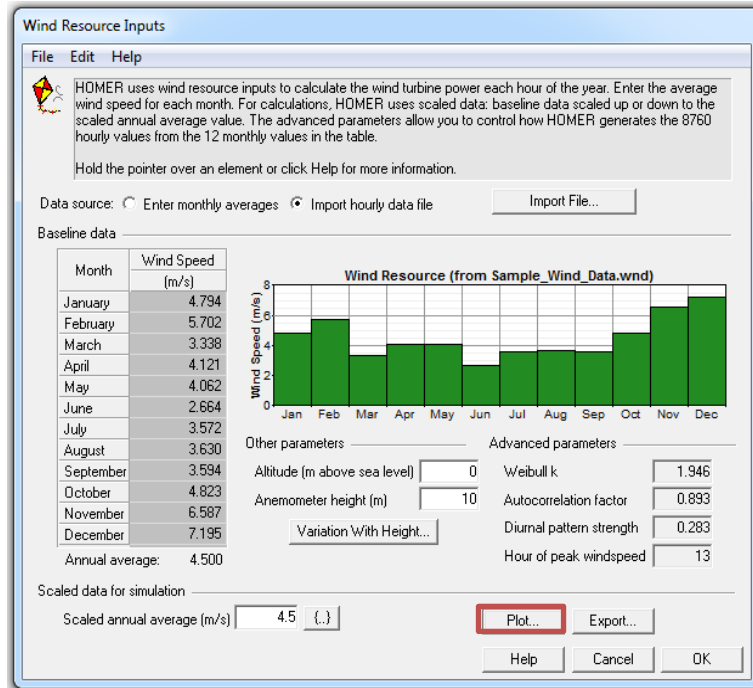 Wind Resource Inputs
File Edit Help
HOMER uses wind resource inputs to calculate the wind turbine power each hour of the year. Enter the average
wind speed for each month. For calculations, HOMER uses scaled data: baseline data scaled up or down to the
scaled annual average value. The advanced parameters allow you to control how HOMER generates the 8760
hourly values from the 12 monthly values in the table.
Hold the pointer over an element or click Help for more information.
Data source: Enter monthly averages Import hourly data file Import File...
Baseline data
Month Wind Speed
(m/s)
January 4.794
February 5.702
March 3.338
April 4.121
May 4.062
June 2.664
July 3.572
August 3.630
September 3.594
October 4.823
November 6.587
December 7.195
Annual average: 4.500
Wind Resource (from Sample_Wind_Data.wnd)
Wind Speed (m/s)
8
6
4
2
0
Jan Feb Mar Apr May Jun Jul Aug Sep Oct Nov Dec
Other parameters
Altitude (m above sea level) 0
Anemometer height (m) 10
Variation With Height...
Advanced parameters
Weibull k 1.946
Autocorrelation factor 0.893
Diurnal pattern strength 0.283
Hour of peak windspeed 13
Scaled data for simulation
Scaled annual average (m/s) 4.5 {..}
Plot... Export...
Help Cancel OK